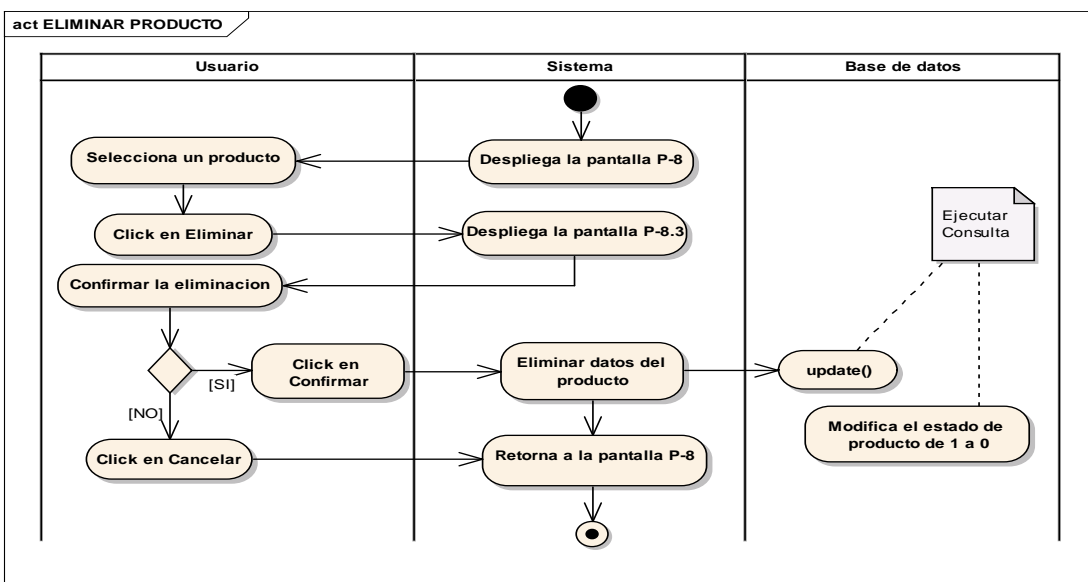 act ELIMINAR PRODUCTO
Usuario
Sistema
Base de datos
Selecciona un producto
Despliega la pantalla P-8
Click en Eliminar
Despliega la pantalla P-8.3
Ejecutar
Consulta
Confirmar la eliminacion
Click en
Confirmar
[SI]
Eliminar datos del
producto
update()
[NO]
Click en Cancelar
Retorna a la pantalla P-8
Modifica el estado de
producto de 1 a 0